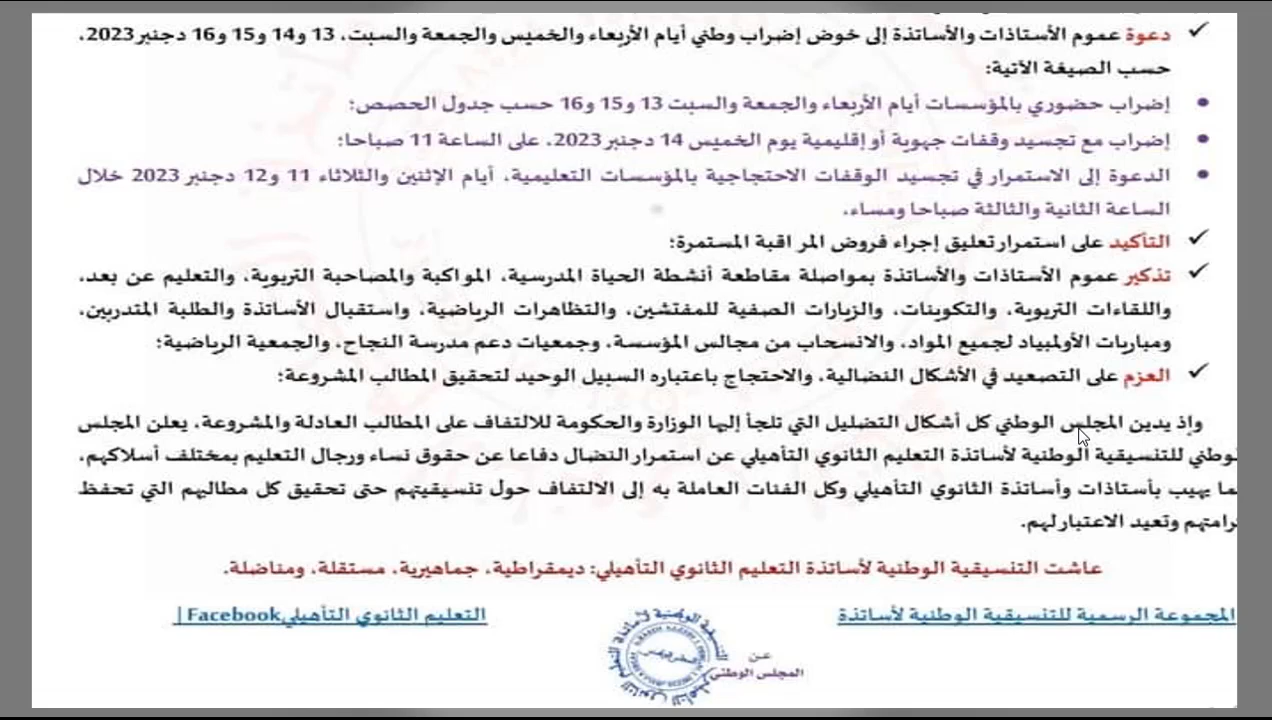 دعوة عموم الأستاذات والأساتذة إلى خوض إضراب وطني أيام الأربعاء والخميس والجمعة والسبت، 13 و14 و15 و16 دجنبر 2023،
حسب الصيغة الآتية:
إضراب حضوري بالمؤسسات أيام الأربعاء والجمعة والسبت 13 و15 و16 حسب جدول الحصص؛
إضراب مع تجسيد وقفات جهوية أو إقليمية يوم الخميس 14 دجنبر 2023، على الساعة 11 صباحا؛
الدعوة إلى الاستمرار في تجسيد الوقفات الاحتجاجية بالمؤسسات التعليمية، أيام الإثنين والثلاثاء 11 و12 دجنبر 2023 خلال
الساعة الثانية والثالثة صباحا ومساء.
التأكيد على استمرار تعليق إجراء فروض المراقبة المستمرة؛
تذكير عموم الأستاذات والأساتذة بمواصلة مقاطعة أنشطة الحياة المدرسية، المواكبة والمصاحبة التربوية، والتعليم عن بعد،
واللقاءات التربوية، والتكوينات، والزيارات الصفية للمفتشين، والتظاهرات الرياضية، واستقبال الأساتذة والطلبة المتدربين،
ومباريات الأولمبياد لجميع المواد، والانسحاب من مجالس المؤسسة، وجمعيات دعم مدرسة النجاح، والجمعية الرياضية؛
العزم على التصعيد في الأشكال النضالية، والاحتجاج باعتباره السبيل الوحيد لتحقيق المطالب المشروعة؛
وإذ يدين المجلس الوطني كل أشكال التضليل التي تلجأ إليها الوزارة والحكومة للالتفاف على المطالب العادلة والمشروعة، يعلن المجلس
لوطني للتنسيقية الوطنية لأساتذة التعليم الثانوي التأهيلي عن استمرار النضال دفاعا عن حقوق نساء ورجال التعليم بمختلف أسلاكهم،
ما يهيب بأستاذات وأساتذة الثانوي التأهيلي وكل الفئات العاملة به إلى الالتفاف حول تنسيقيتهم حتى تحقيق كل مطالبهم التي تحفظ
رامتهم وتعيد الاعتبار لهم.
عاشت التنسيقية الوطنية لأساتذة التعليم الثانوي التأهيلي: ديمقراطية، جماهيرية، مستقلة، ومناضلة.
المجموعة الرسمية للتنسيقية الوطنية لأساتذة التعليم الثانوي التأهيلي Facebook |
عن
المجلس الوطني